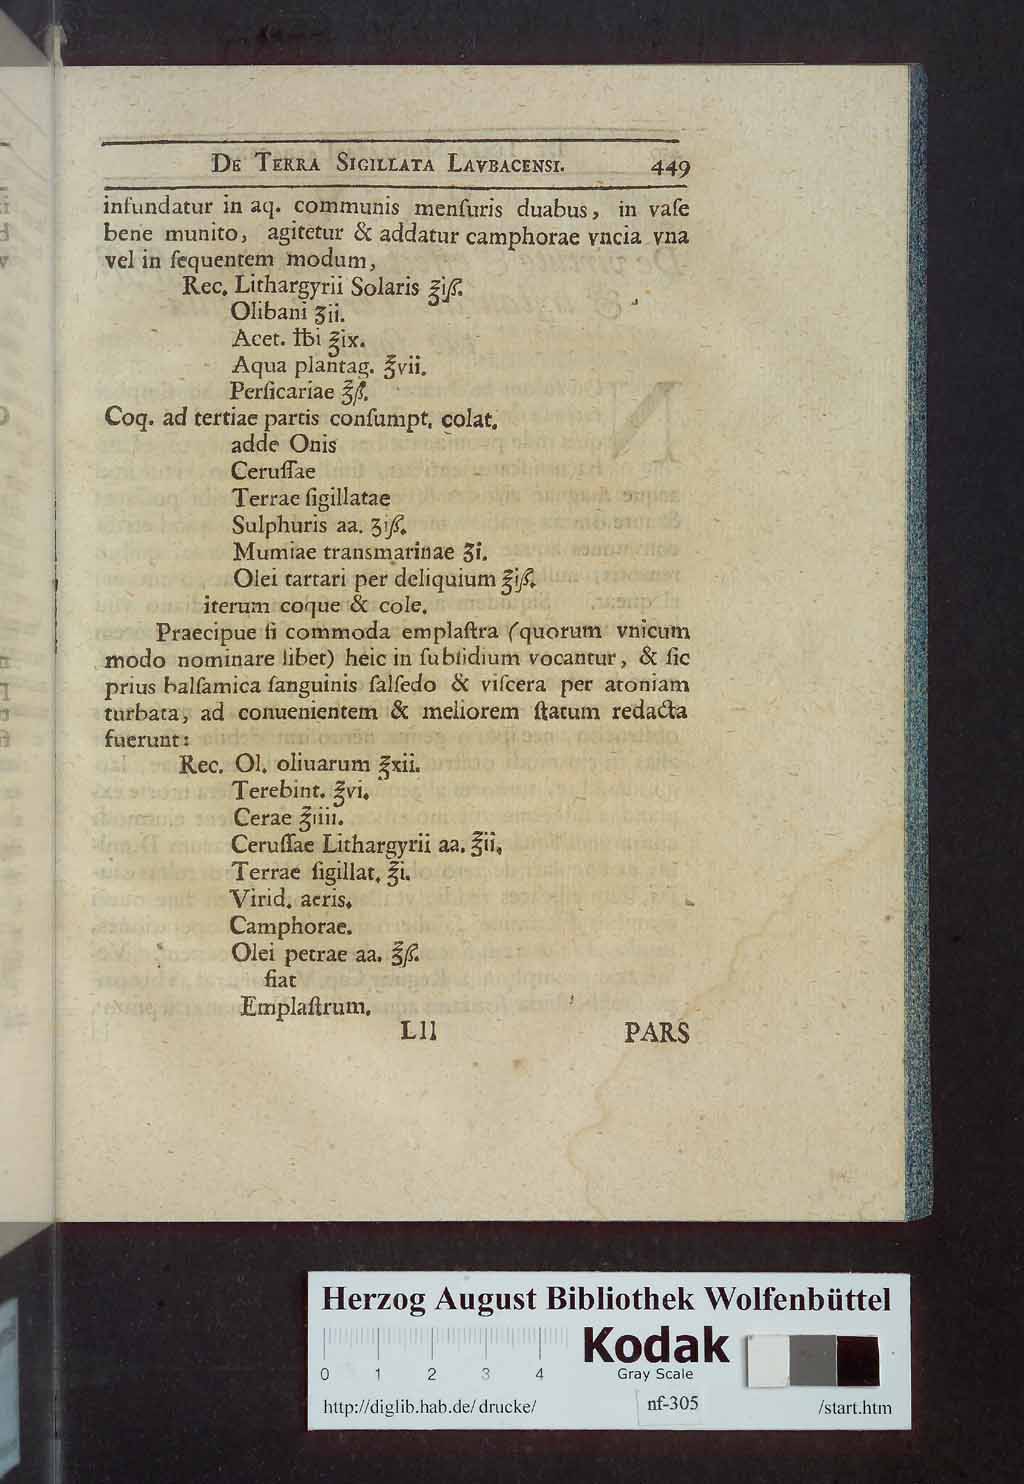 DE TERRA SIGILLATA LAVBACENSI. 449
infundatur in aq. communis menſuris duabus, in vaſe
bene munito, agitetur & addatur camphorae vncia vna
vel in ſequentem modum,
Rec. Lithargyrii Solaris ℥iß.
Olibani ʒii.
Acet. ℔i ℥ix.
Aqua plantag. ℥vii.
Perſicariae ℥ß.
Coq. ad tertiae partis conſumpt. colat.
adde Onis
Ceruſſae
Terrae ſigillatae
Sulphuris aa. ʒiß.
Mumiae transmarinae ʒi.
Olei tartari per deliquium ℥iß.
iterum coque & cole.
Praecipue ſi commoda emplaſtra (quorum vnicum
modo nominare libet) heic in ſubſidium vocantur, & ſic
prius balſamica ſanguinis ſalſedo & viſcera per atoniam
turbata, ad conuenientem & meliorem ſtatum redacta
fuerunt:
Rec. Ol. oliuarum ℥xii.
Terebint. ℥vi.
Cerae ℥iiii.
Ceruſſae Lithargyrii aa. ℥ii.
Terrae ſigillat. ℥i.
Virid. aeris.
Camphorae.
Olei petrae aa. ℥ß.
fiat
Emplaſtrum.
Lll PARS
Herzog August Bibliothek Wolfenbüttel
Kodak
Gray Scale
0 1 2 3 4
http://diglib.hab.de/drucke/ nf-305 /start.htm